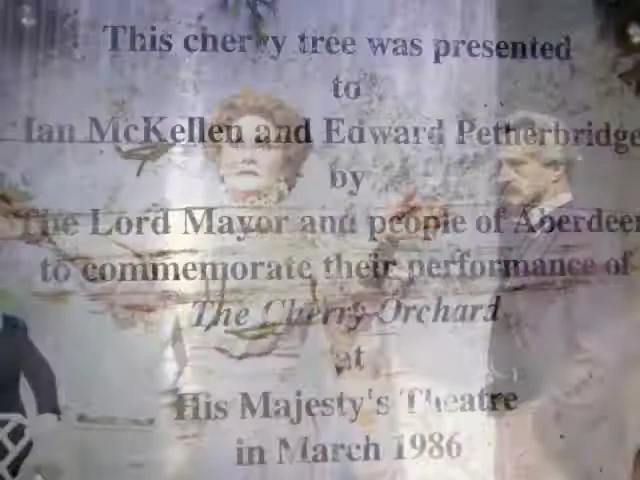 This cherry tree was presented
to
Ian McKellen and Edward Petherbridge
by
The Lord Mayor and people of Aberdeen
to commemorate their performance of
The Cherry Orchard
at
His Majesty's Theatre
in March 1986